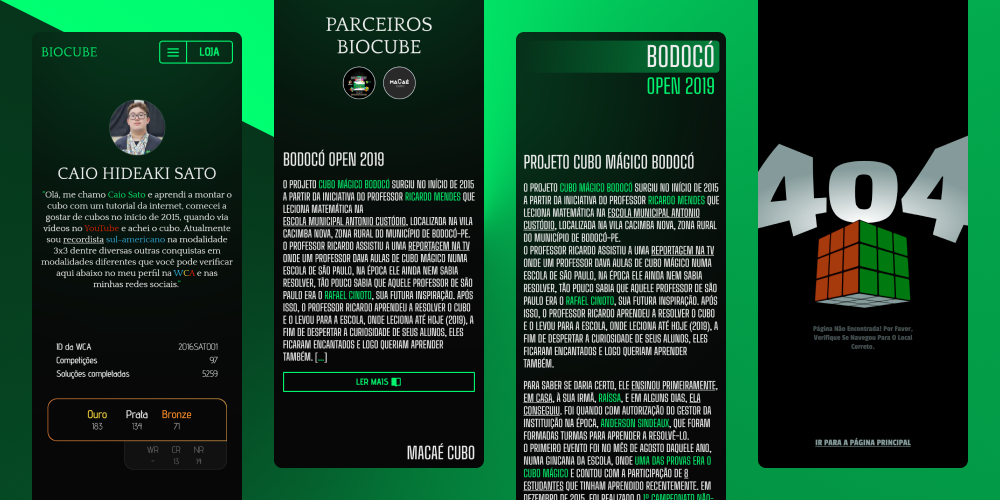 BIOCUBE
LOJA
CAIO HIDEAKI SATO
"Olá, me chamo Caio Sato e aprendi a montar o
cubo com um tutorial da internet, comecei a
gostar de cubos no início de 2015, quando via
vídeos no YouTube e achei o cubo. Atualmente
sou recordista sul-americano na modalidade
3x3 dentre diversas outras conquistas em
modalidades diferentes que você pode verificar
aqui abaixo no meu perfil na WCA e nas
minhas redes sociais."
ID da WCA 2016SATO01
Competições 97
Soluções completadas 5259
Ouro Prata Bronze
183 134 71
WR CR NR
- 13 14
PARCEIROS
BIOCUBE
MACAÉ
BODOCÓ OPEN 2019
O PROJETO CUBO MÁGICO BODOCÓ SURGIU NO INÍCIO DE 2015
A PARTIR DA INICIATIVA DO PROFESSOR RICARDO MENDES QUE
LECIONA MATEMÁTICA NA
ESCOLA MUNICIPAL ANTONIO CUSTÓDIO, LOCALIZADA NA VILA
CACIMBA NOVA, ZONA RURAL DO MUNICÍPIO DE BODOCÓ-PE.
O PROFESSOR RICARDO ASSISTIU A UMA REPORTAGEM NA TV
ONDE UM PROFESSOR DAVA AULAS DE CUBO MÁGICO NUMA
ESCOLA DE SÃO PAULO, NA ÉPOCA ELE AINDA NEM SABIA
RESOLVER, TÃO POUCO SABIA QUE AQUELE PROFESSOR DE SÃO
PAULO ERA O RAFAEL CINOTO, SUA FUTURA INSPIRAÇÃO. APÓS
ISSO, O PROFESSOR RICARDO APRENDEU A RESOLVER O CUBO
E O LEVOU PARA A ESCOLA, ONDE LECIONA ATÉ HOJE (2019), A
FIM DE DESPERTAR A CURIOSIDADE DE SEUS ALUNOS, ELES
FICARAM ENCANTADOS E LOGO QUERIAM APRENDER
TAMBÉM. [...]
LER MAIS
MACAÉ CUBO
BODOCÓ
OPEN 2019
PROJETO CUBO MÁGICO BODOCÓ
O PROJETO CUBO MÁGICO BODOCÓ SURGIU NO INÍCIO DE 2015
A PARTIR DA INICIATIVA DO PROFESSOR RICARDO MENDES QUE
LECIONA MATEMÁTICA NA ESCOLA MUNICIPAL ANTONIO
CUSTÓDIO, LOCALIZADA NA VILA CACIMBA NOVA, ZONA RURAL
DO MUNICÍPIO DE BODOCÓ-PE.
O PROFESSOR RICARDO ASSISTIU A UMA REPORTAGEM NA TV
ONDE UM PROFESSOR DAVA AULAS DE CUBO MÁGICO NUMA
ESCOLA DE SÃO PAULO, NA ÉPOCA ELE AINDA NEM SABIA
RESOLVER, TÃO POUCO SABIA QUE AQUELE PROFESSOR DE SÃO
PAULO ERA O RAFAEL CINOTO, SUA FUTURA INSPIRAÇÃO. APÓS
ISSO, O PROFESSOR RICARDO APRENDEU A RESOLVER O CUBO
E O LEVOU PARA A ESCOLA, ONDE LECIONA ATÉ HOJE (2019), A
FIM DE DESPERTAR A CURIOSIDADE DE SEUS ALUNOS, ELES
FICARAM ENCANTADOS E LOGO QUERIAM APRENDER
TAMBÉM.
PARA SABER SE DARIA CERTO, ELE ENSINOU PRIMEIRAMENTE,
EM CASA, À SUA IRMÃ, RAÍSSA, E EM ALGUNS DIAS, ELA
CONSEGUIU. FOI QUANDO COM AUTORIZAÇÃO DO GESTOR DA
INSTITUIÇÃO NA ÉPOCA, ANDERSON SINDEAUX, QUE FORAM
FORMADAS TURMAS PARA APRENDER A RESOLVÊ-LO.
O PRIMEIRO EVENTO FOI NO MÊS DE AGOSTO DAQUELE ANO,
NUMA GINCANA DA ESCOLA, ONDE UMA DAS PROVAS ERA O
CUBO MÁGICO E CONTOU COM A PARTICIPAÇÃO DE 8
ESTUDANTES QUE TINHAM APRENDIDO RECENTEMENTE. EM
DEZEMBRO DE 2015, FOI REALIZADO O 1º CAMPEONATO NÃO-
404
Página Não Encontrada! Por Favor,
Verifique Se Navegou Para O Local
Correto.
IR PARA A PÁGINA PRINCIPAL